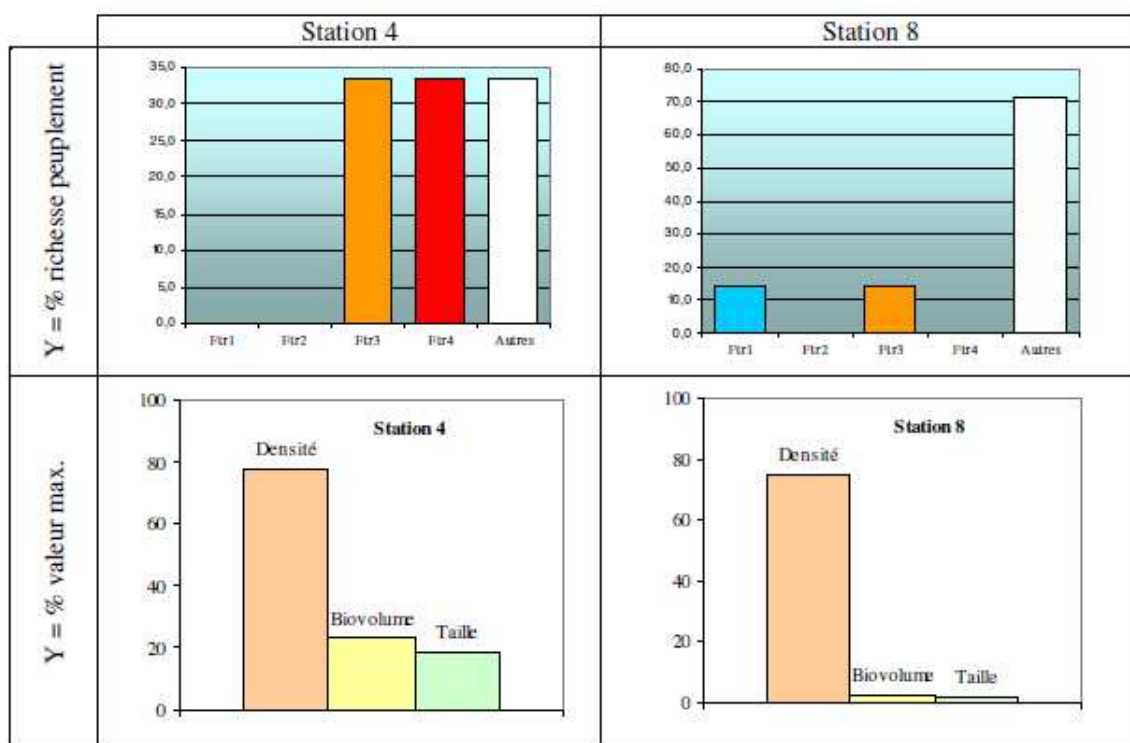 Station 4
Station 8
Y = % richesse peuplement
35,0
30,0
25,0
20,0
15,0
10,0
5,0
0,0
Ftr1 Ftr2 Ftr3 Ftr4 Autres
80,0
70,0
60,0
50,0
40,0
30,0
20,0
10,0
0,0
Ftr1 Ftr2 Ftr3 Ftr4 Autres
Y = % valeur max.
100
80
60
40
20
0
Station 4
Densité
Biovolume
Taille
100
80
60
40
20
0
Station 8
Densité
Biovolume
Taille